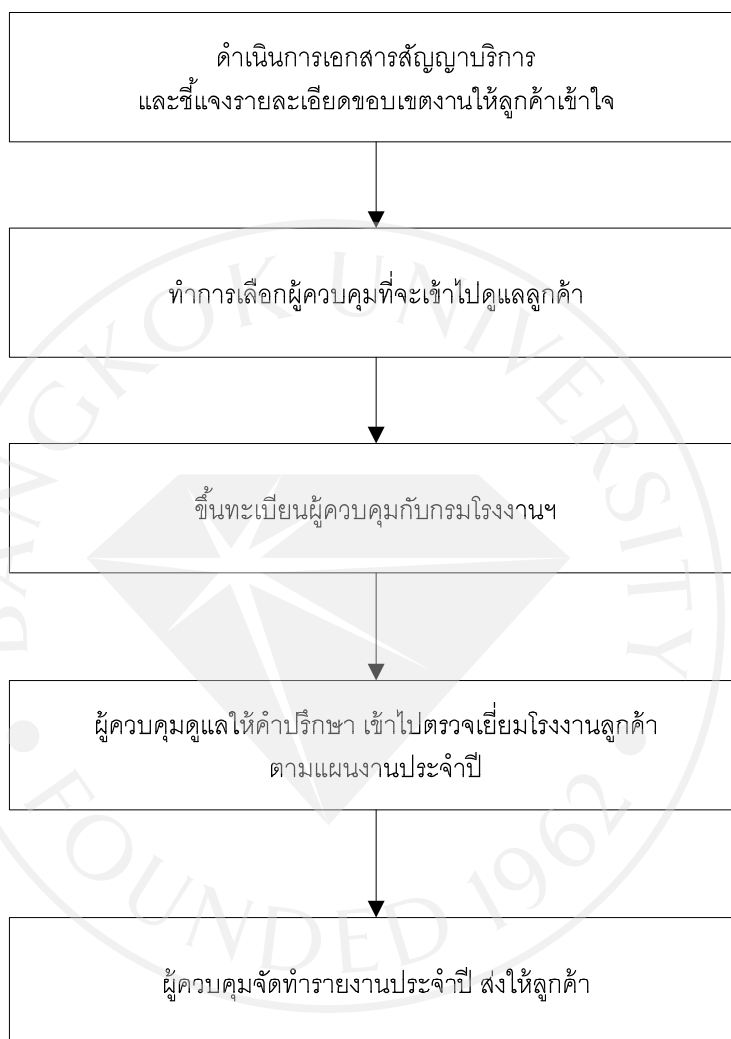 ดำเนินการเอกสารสัญญาบริการ
และชี้แจงรายละเอียดขอบเขตงานให้ลูกค้าเข้าใจ
ทำการเลือกผู้ควบคุมที่จะเข้าไปดูแลลูกค้า
ขึ้นทะเบียนผู้ควบคุมกับกรมโรงงานฯ
ผู้ควบคุมดูแลให้คำปรึกษา เข้าไปตรวจเยี่ยมโรงงานลูกค้า
ตามแผนงานประจำปี
ผู้ควบคุมจัดทำรายงานประจำปี ส่งให้ลูกค้า
BANGKOK UNIVERSITY
FOUNDED 1962